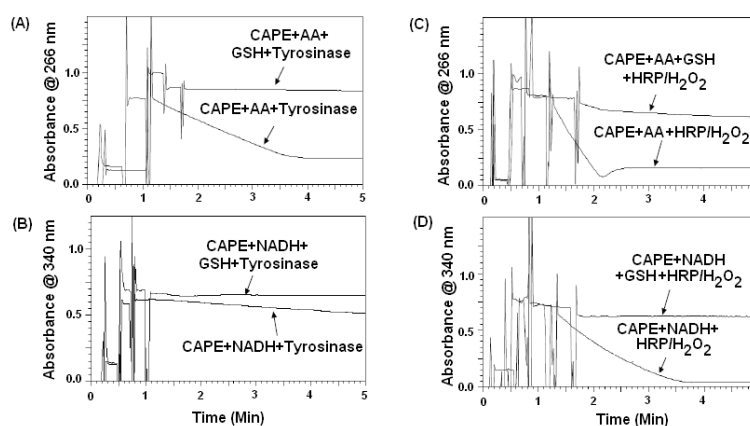 (A)
Absorbance @ 266 nm
1.0
0.5
0.0
CAPE+AA+
GSH+Tyrosinase
CAPE+AA+Tyrosinase
0 1 2 3 4 5
(B)
Absorbance @ 340 nm
1.0
0.5
0.0
CAPE+NADH+
GSH+Tyrosinase
CAPE+NADH+Tyrosinase
0 1 2 3 4 5
Time (Min)
(C)
Absorbance @ 266 nm
1.0
0.5
0.0
CAPE+AA+GSH
+HRP/H2O2
CAPE+AA+HRP/H2O2
0 1 2 3 4
(D)
Absorbance @ 340 nm
1.0
0.5
0.0
CAPE+NADH
+GSH+HRP/H2O2
CAPE+NADH+
HRP/H2O2
0 1 2 3 4
Time (Min)